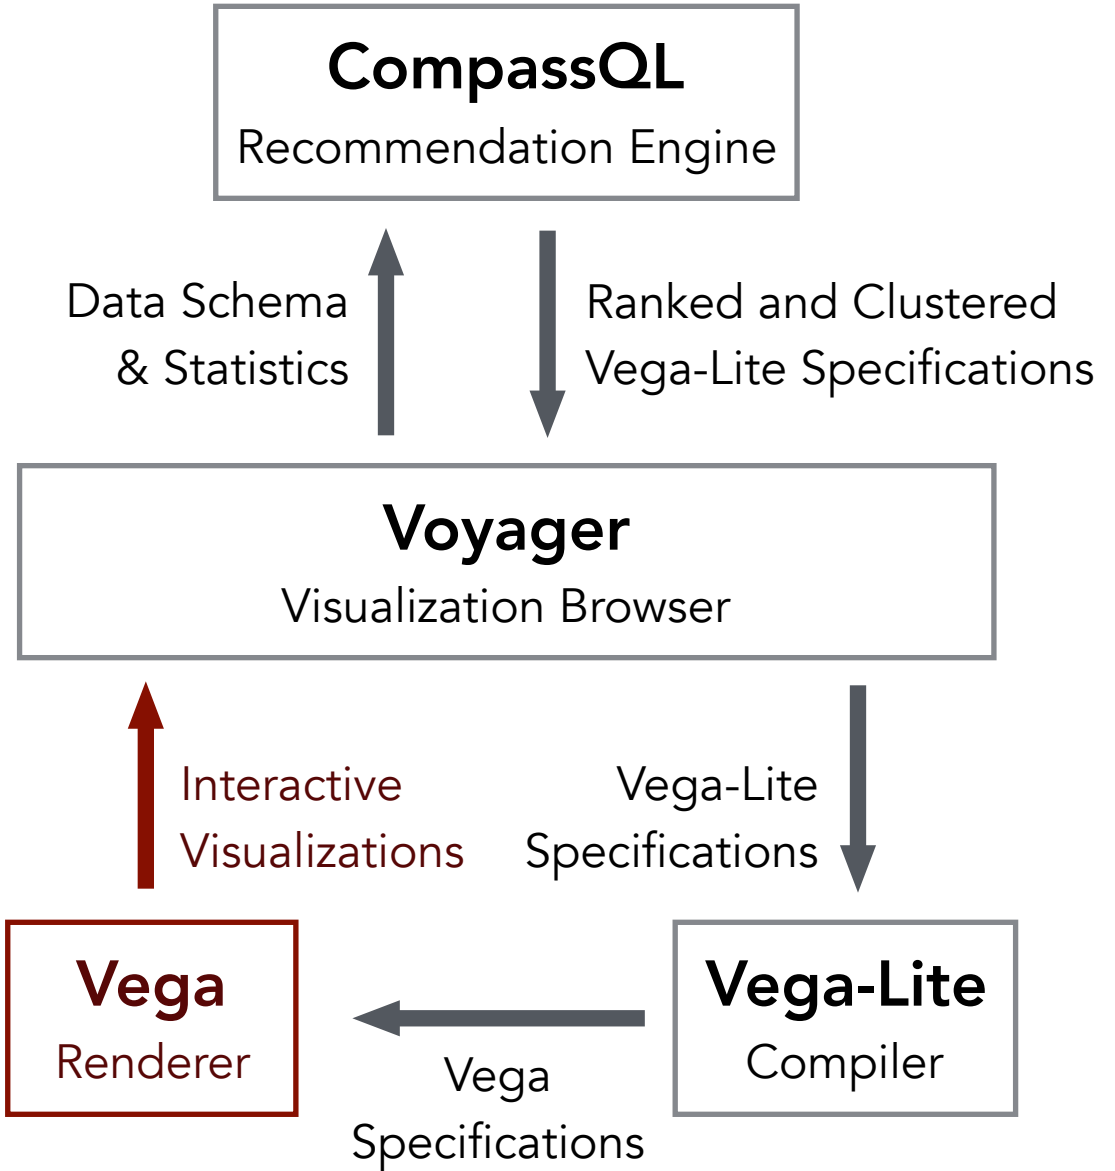 CompassQL
Recommendation Engine
Data Schema
& Statistics
Ranked and Clustered
Vega-Lite Specifications
Voyager
Visualization Browser
Interactive
Visualizations
Vega-Lite
Specifications
Vega
Renderer
Vega
Specifications
Vega-Lite
Compiler